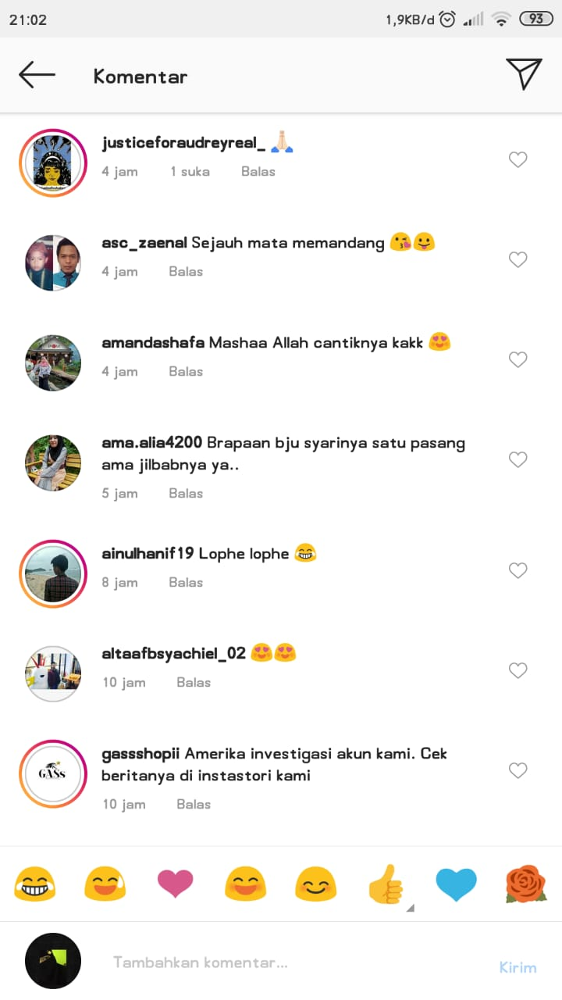 21:02 1,9KB/d 93
Komentar
justiceforaudreyreal_ 🙏🏻
4 jam 1 suka Balas
asc_zaenal Sejauh mata memandang 😘😛
4 jam Balas
amandashafa Mashaa Allah cantiknya kakk 😍
4 jam Balas
ama.alia4200 Brapaan bju syarinya satu pasang
ama jilbabnya ya..
5 jam Balas
ainulhanif19 Lophe lophe 😂
8 jam Balas
altaafbsyachiel_02 😍😍
10 jam Balas
GASS
gassshopii Amerika investigasi akun kami. Cek
beritanya di instastori kami
10 jam Balas
Tambahkan komentar...
Kirim